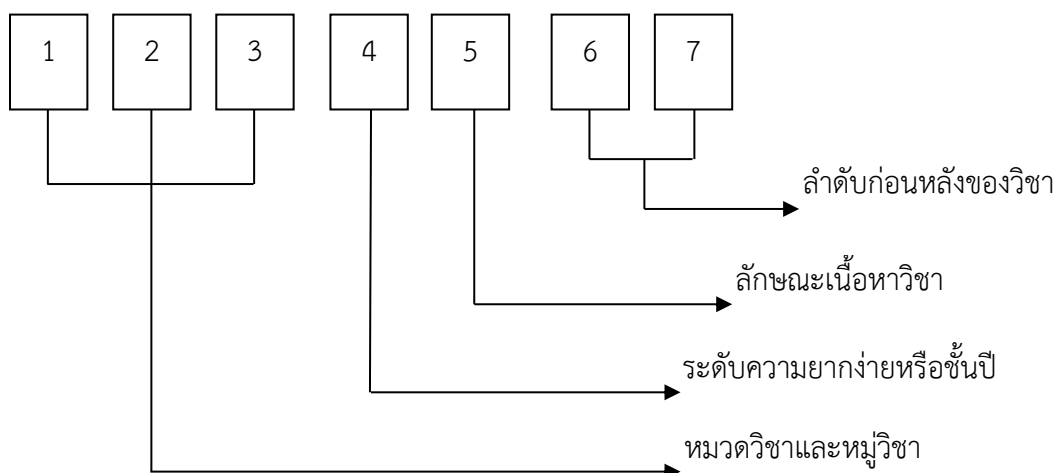 1 2 3 4 5 6 7
ลำดับก่อนหลังของวิชา
ลักษณะเนื้อหาวิชา
ระดับความยากง่ายหรือชั้นปี
หมวดวิชาและหมู่วิชา